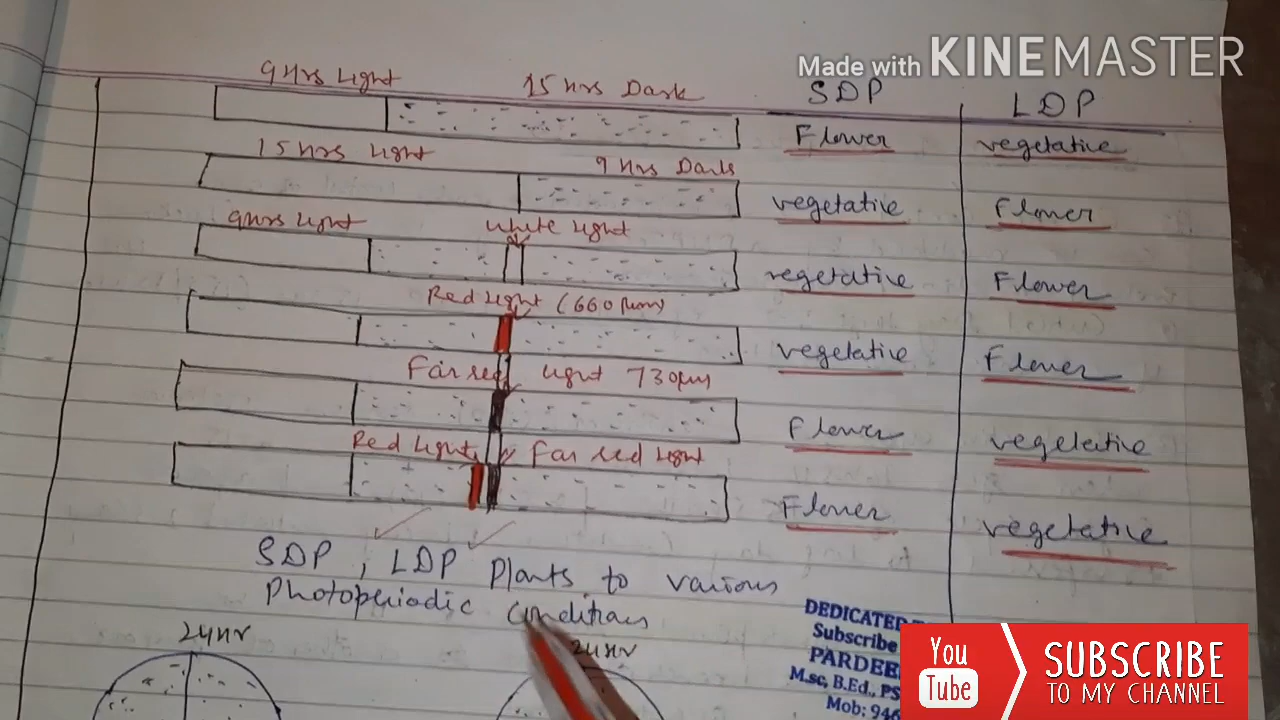 Made with KINEMASTER
9 Hrs Light 15 hrs Dark SDP LDP
Flower vegetative
15 Hrs Light 9 Hrs Dark
vegetative Flower
9 Hrs Light White Light
vegetative Flower
Red Light (660 μm)
vegetative Flower
Far red Light 730 μm
Flower vegetative
Red Light Far red Light
Flower vegetative
SDP, LDP Plants to various
Photoperiodic Conditions
24 Hr 24 Hr
DEDICATED
Subscribe
PARDEE
M.sc, B.Ed., PS
Mob: 946
You Tube
SUBSCRIBE
TO MY CHANNEL